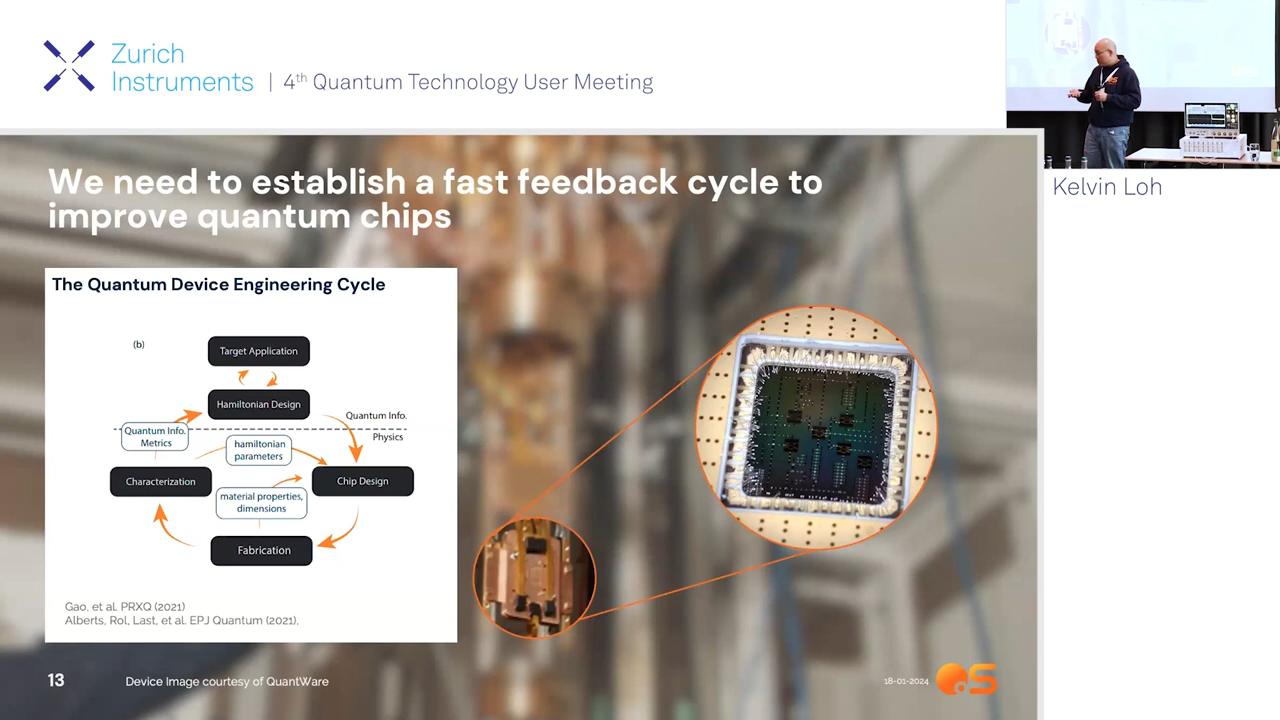 Zurich
Instruments | 4th Quantum Technology User Meeting
Kelvin Loh
We need to establish a fast feedback cycle to
improve quantum chips
The Quantum Device Engineering Cycle
(b)
Target Application
Hamiltonian Design
Quantum Info.
Physics
Quantum Info.
Metrics
hamiltonian
parameters
Characterization
Chip Design
material properties,
dimensions
Fabrication
Gao, et al. PRXQ (2021)
Alberts, Rol, Last, et al. EPJ Quantum (2021),
13
Device Image courtesy of QuantWare
18-01-2024
QS